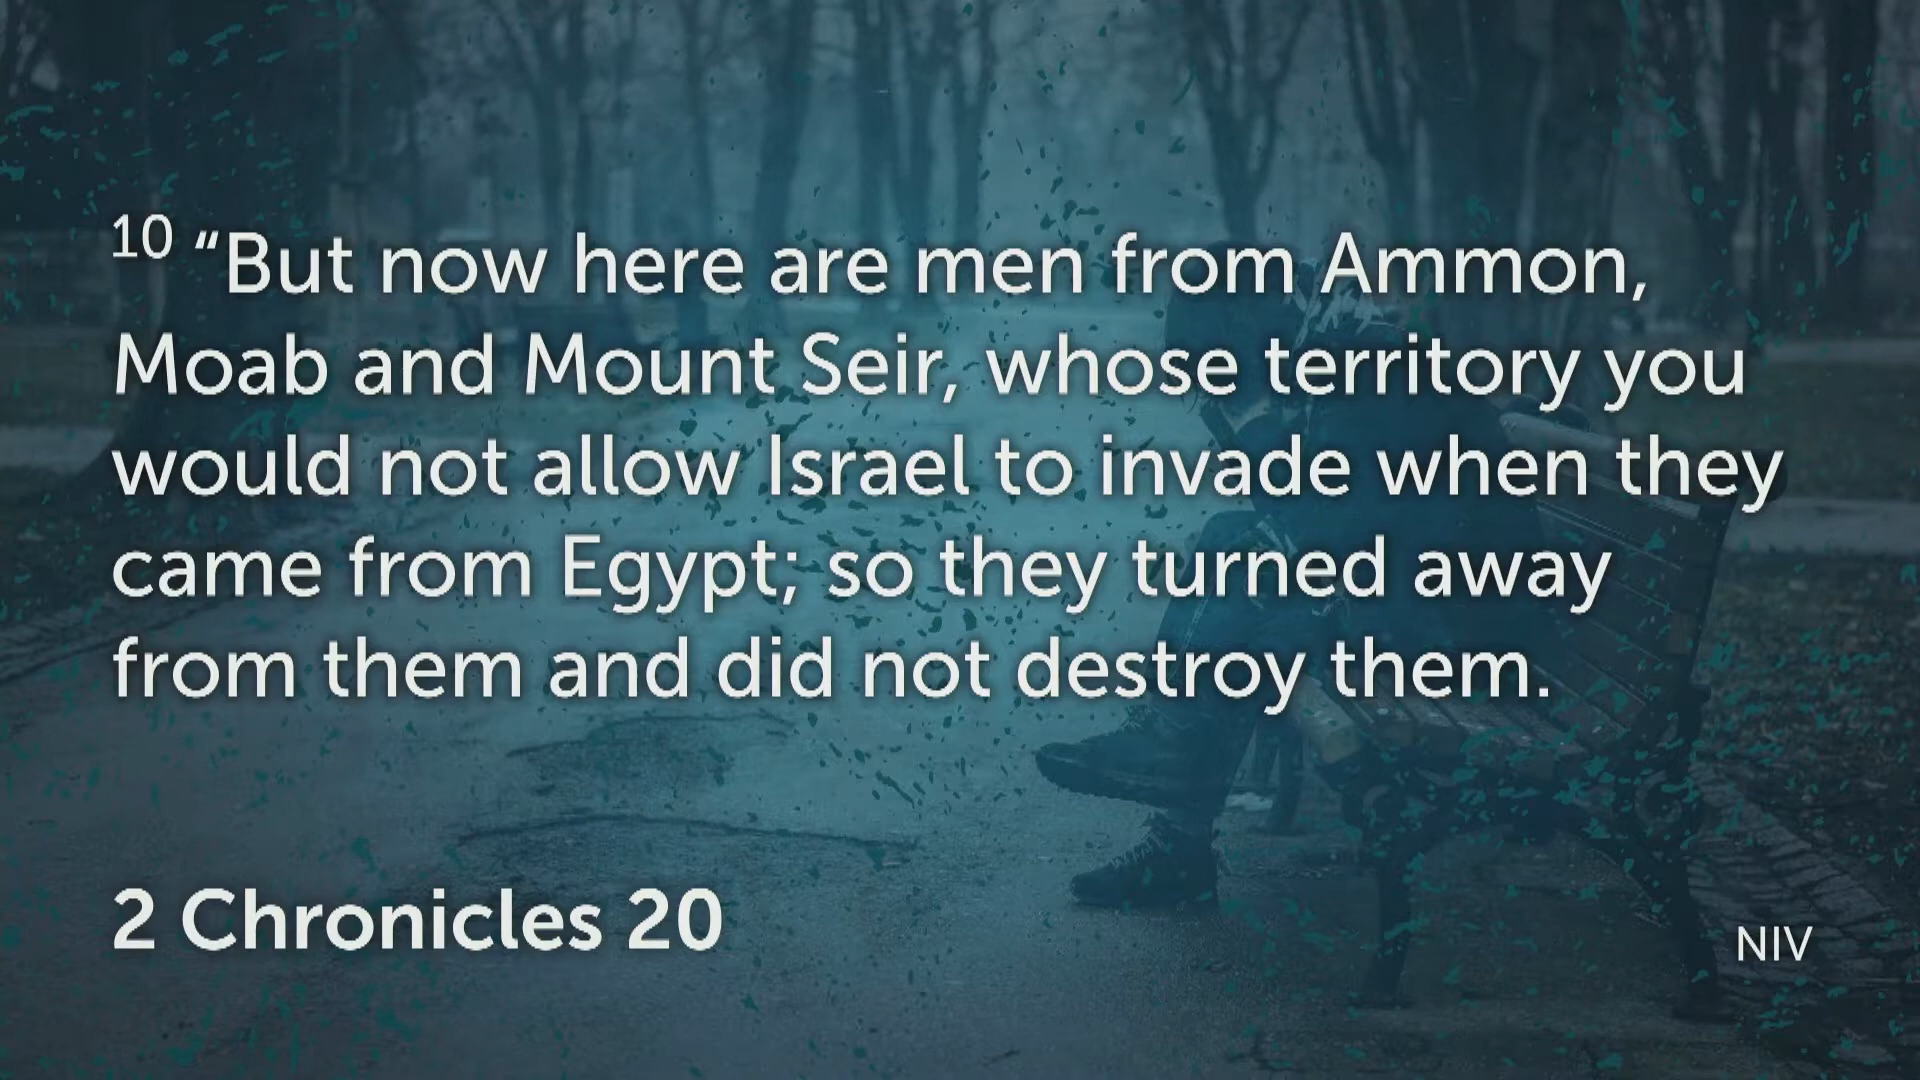 10 “But now here are men from Ammon,
Moab and Mount Seir, whose territory you
would not allow Israel to invade when they
came from Egypt; so they turned away
from them and did not destroy them.
2 Chronicles 20
NIV